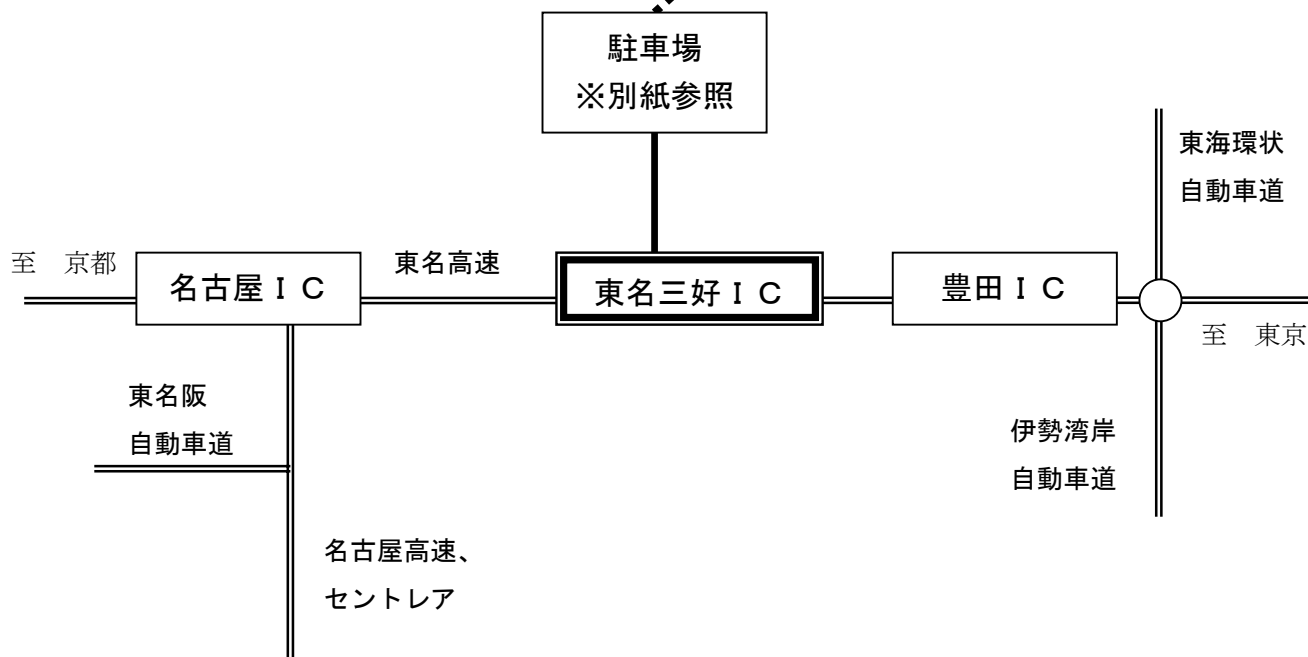 駐車場
※別紙参照
東海環状
自動車道
至　京都
名古屋ＩＣ
東名高速
東名三好ＩＣ
豊田ＩＣ
至　東京
東名阪
自動車道
伊勢湾岸
自動車道
名古屋高速、
セントレア